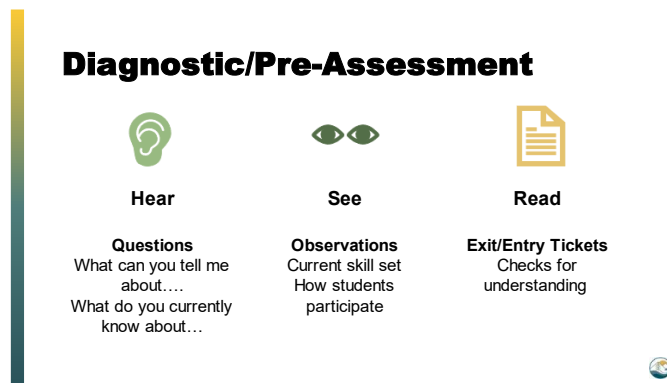 Diagnostic/Pre-Assessment
Hear
Questions
What can you tell me
about….
What do you currently
know about…
See
Observations
Current skill set
How students
participate
Read
Exit/Entry Tickets
Checks for
understanding